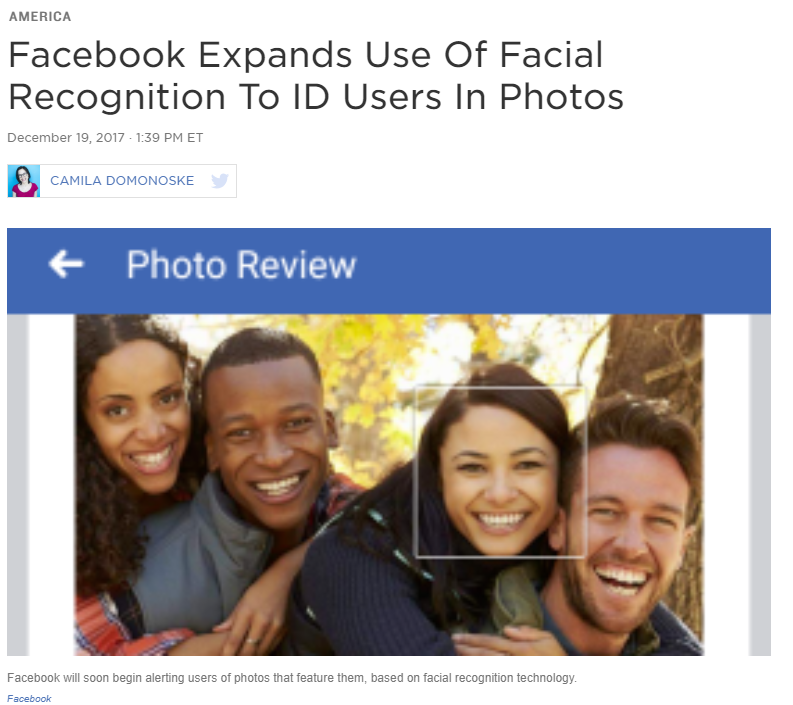 AMERICA
Facebook Expands Use Of Facial
Recognition To ID Users In Photos
December 19, 2017 · 1:39 PM ET
CAMILA DOMONOSKE
Photo Review
Facebook will soon begin alerting users of photos that feature them, based on facial recognition technology.
Facebook